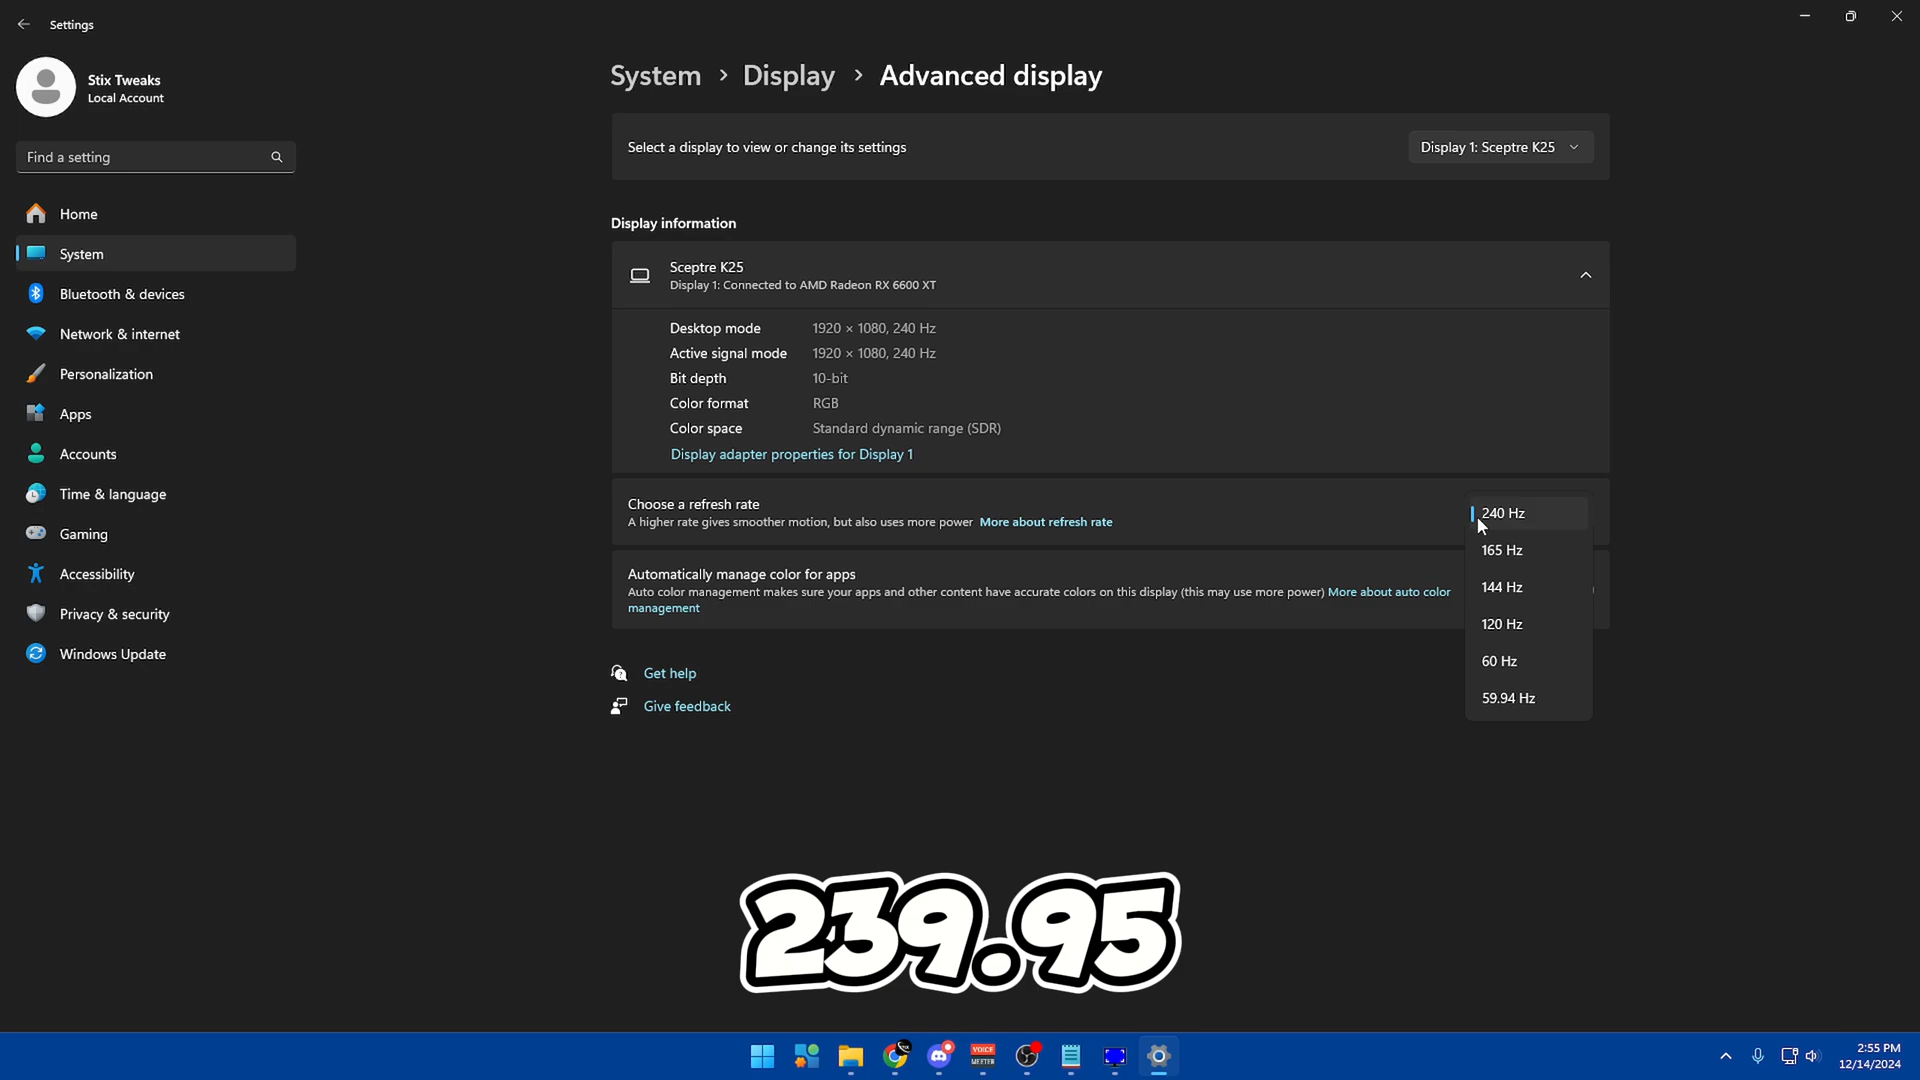 Settings
Stix Tweaks
Local Account
Find a setting
Home
System
Bluetooth & devices
Network & internet
Personalization
Apps
Accounts
Time & language
Gaming
Accessibility
Privacy & security
Windows Update
System > Display > Advanced display
Select a display to view or change its settings
Display 1: Sceptre K25
Display information
Sceptre K25
Display 1: Connected to AMD Radeon RX 6600 XT
Desktop mode 1920 × 1080, 240 Hz
Active signal mode 1920 × 1080, 240 Hz
Bit depth 10-bit
Color format RGB
Color space Standard dynamic range (SDR)
Display adapter properties for Display 1
Choose a refresh rate
A higher rate gives smoother motion, but also uses more power More about refresh rate
240 Hz
165 Hz
144 Hz
120 Hz
60 Hz
59.94 Hz
Automatically manage color for apps
Auto color management makes sure your apps and other content have accurate colors on this display (this may use more power) More about auto color
management
Get help
Give feedback
239.95
VOICE
MEETER
2:55 PM
12/14/2024